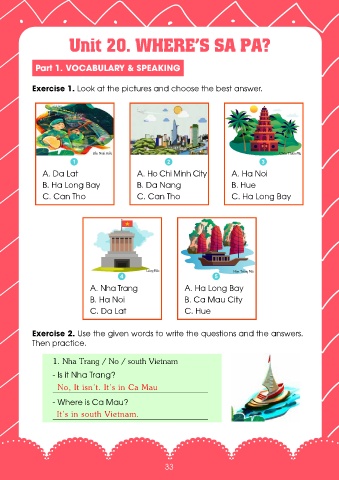 Unit 20. WHERE'S SA PA?
Part 1. VOCABULARY & SPEAKING
Exercise 1. Look at the pictures and choose the best answer.
1
2
3
A. Da Lat
B. Ha Long Bay
C. Can Tho
A. Ho Chi Minh City
B. Da Nang
C. Can Tho
A. Ha Noi
B. Hue
C. Ha Long Bay
4
5
A. Nha Trang
B. Ha Noi
C. Da Lat
A. Ha Long Bay
B. Ca Mau City
C. Hue
Exercise 2. Use the given words to write the questions and the answers.
Then practice.
1. Nha Trang / No / south Vietnam
- Is it Nha Trang?
No, It isn't. It's in Ca Mau
- Where is Ca Mau?
It's in south Vietnam.
33